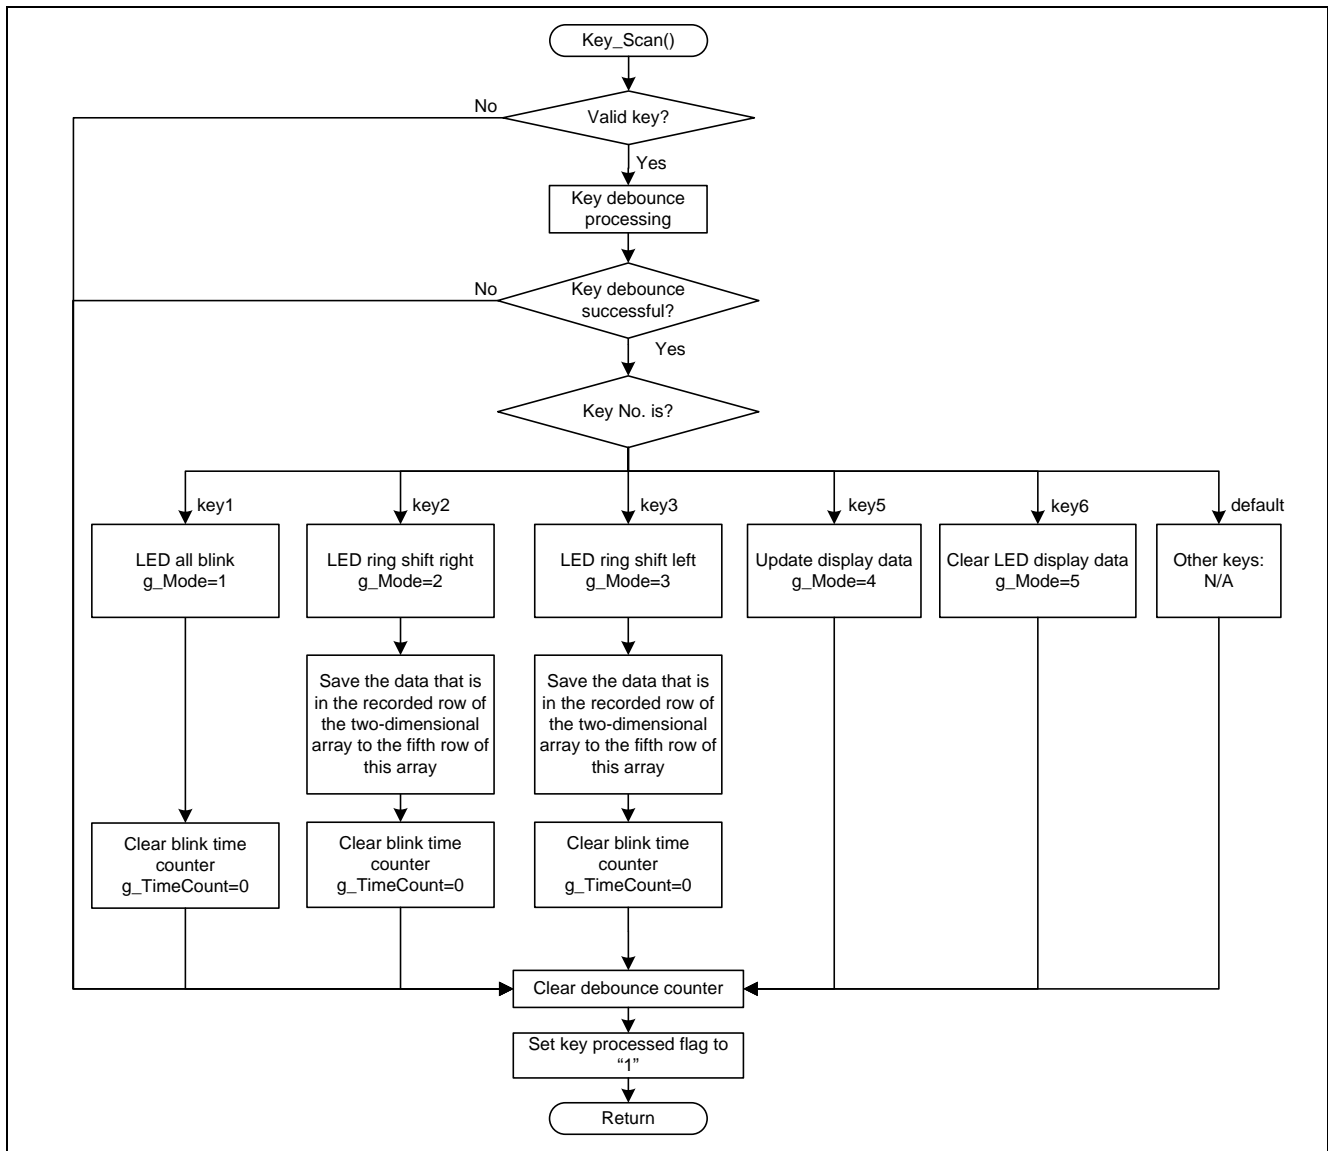 Key_Scan()
No
Valid key?
Yes
Key debounce
processing
No
Key debounce
successful?
Yes
Key No. is?
key1
key2
key3
key5
key6
default
LED all blink
g_Mode=1
LED ring shift right
g_Mode=2
LED ring shift left
g_Mode=3
Update display data
g_Mode=4
Clear LED display data
g_Mode=5
Other keys:
N/A
Save the data that is
in the recorded row of
the two-dimensional
array to the fifth row of
this array
Save the data that is
in the recorded row of
the two-dimensional
array to the fifth row of
this array
Clear blink time
counter
g_TimeCount=0
Clear blink time
counter
g_TimeCount=0
Clear blink time
counter
g_TimeCount=0
Clear debounce counter
Set key processed flag to
“1”
Return